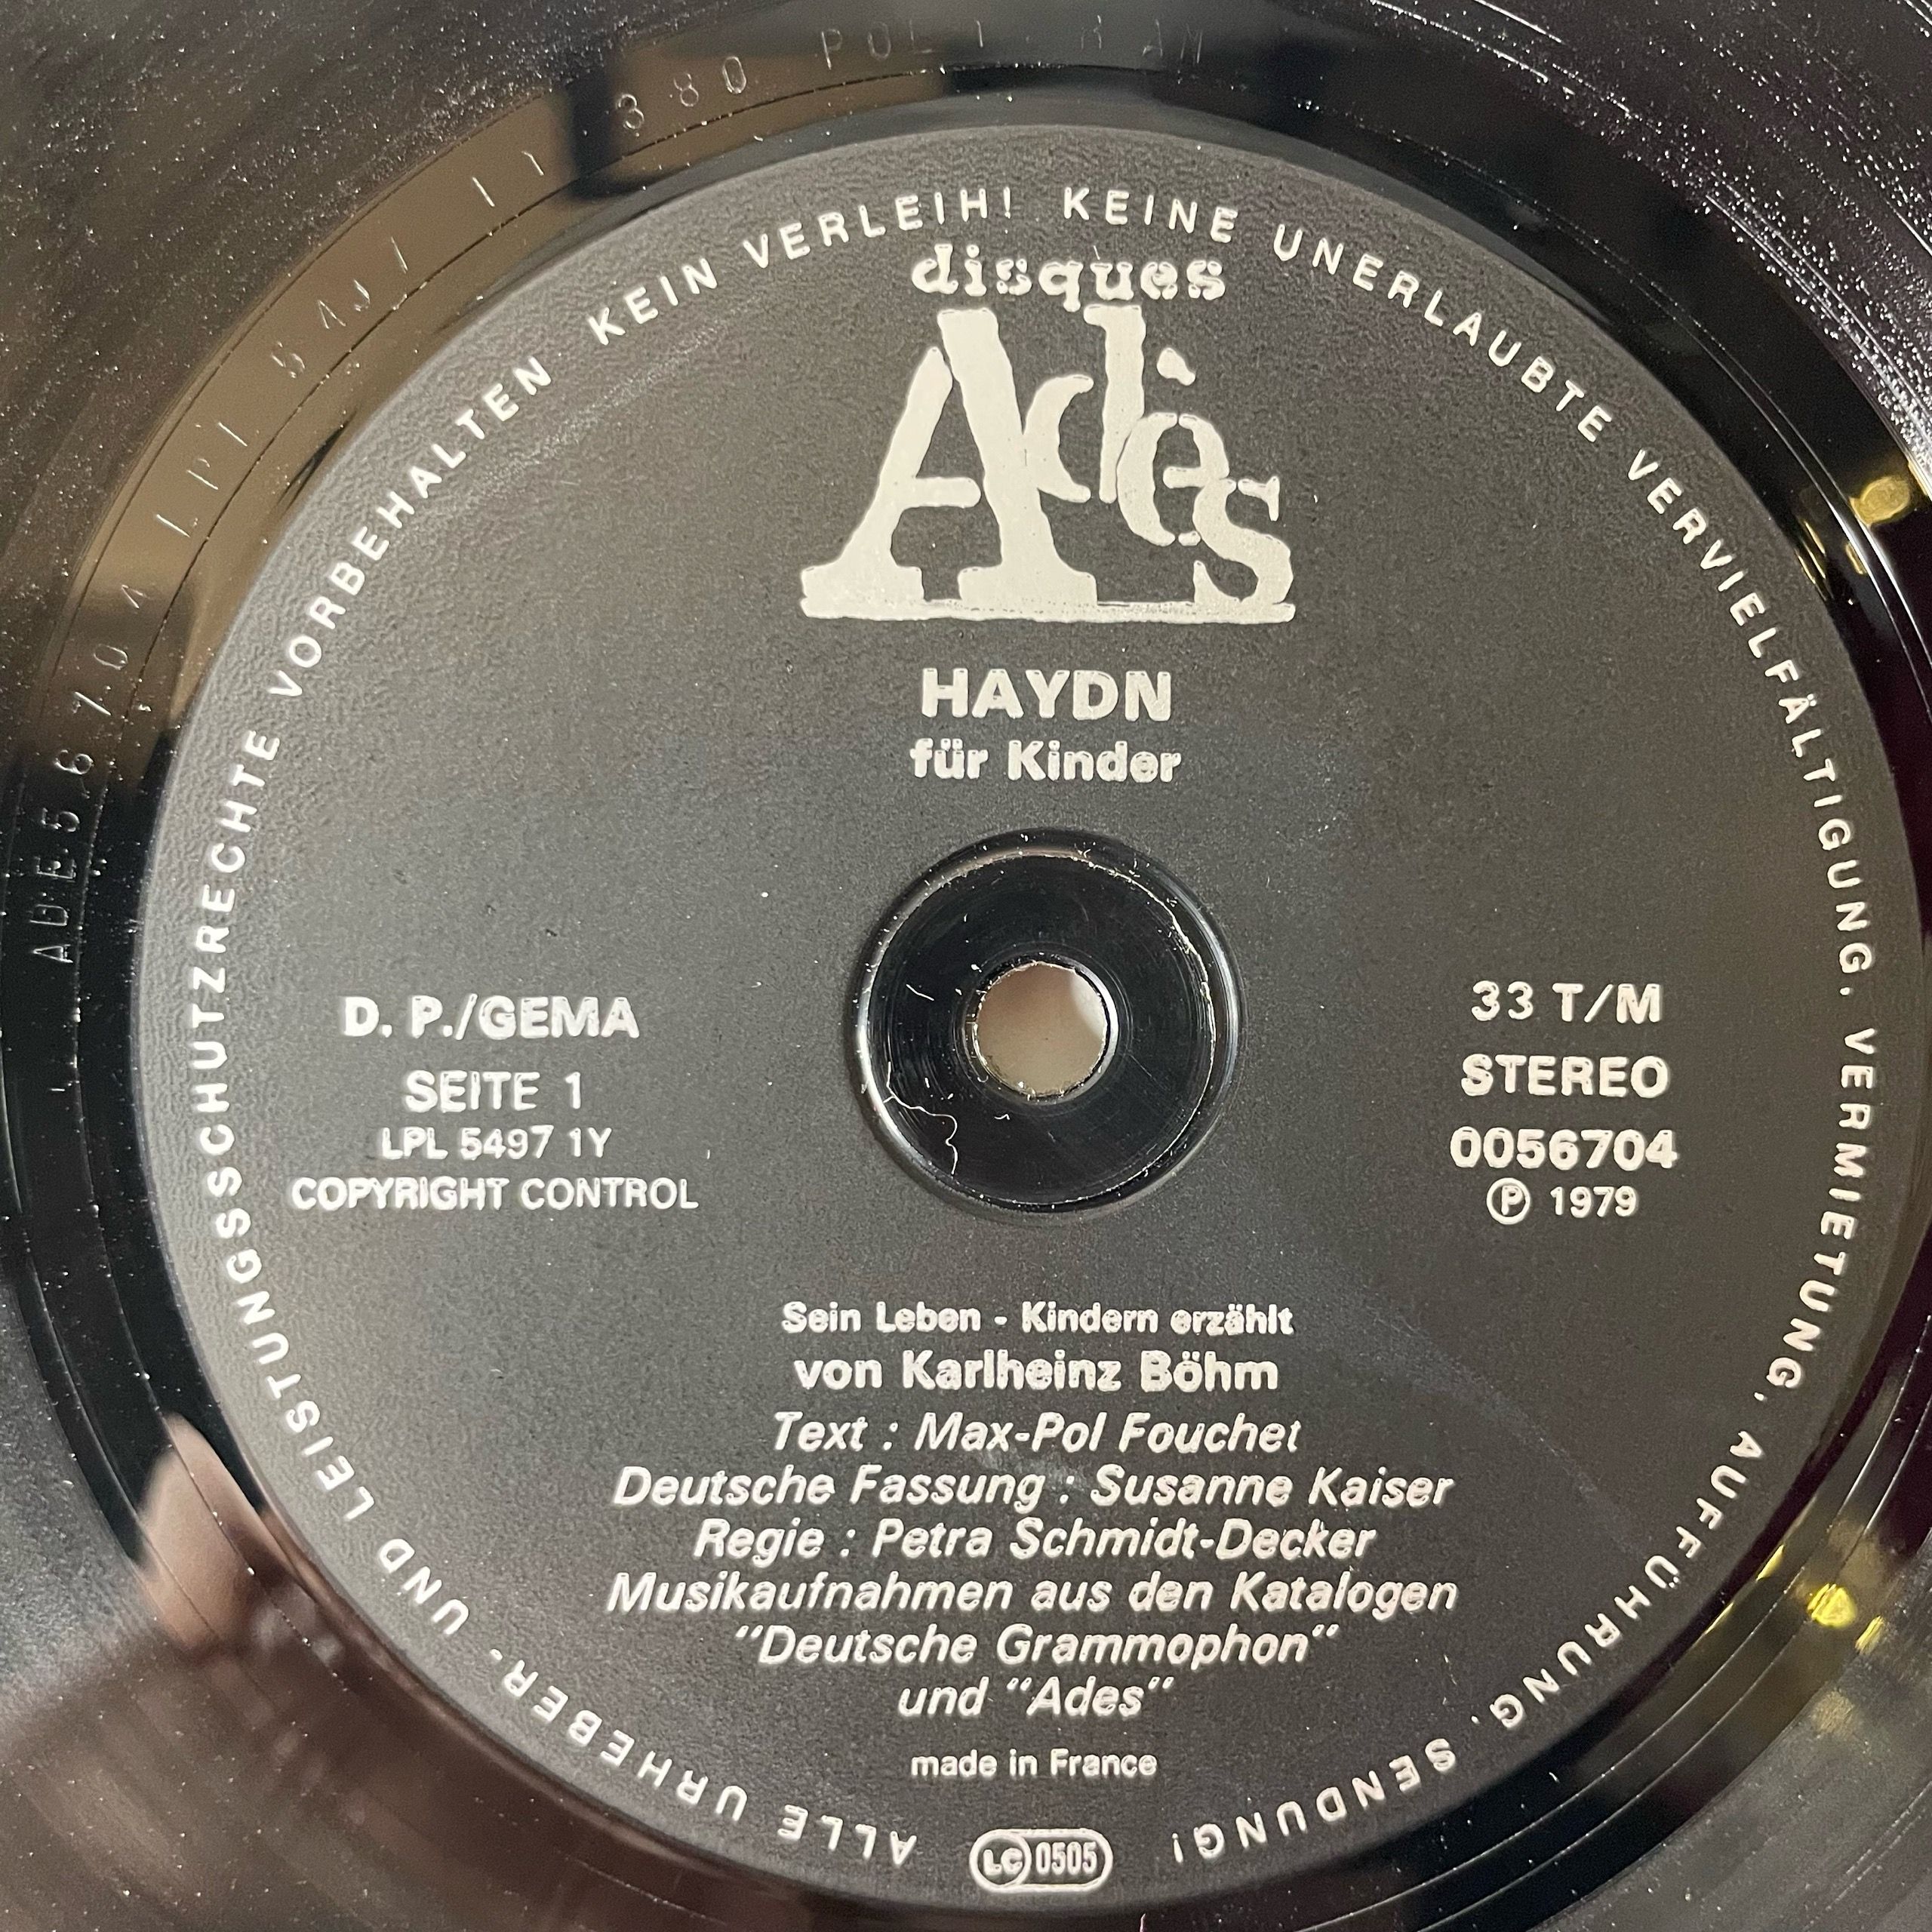 ALLE URHEBER- UND LEISTUNGSSCHUTZRECHTE VORBEHALTEN KEIN VERLEIH! KEINE UNERLAUBTE VERVIELFÄLTIGUNG, VERMIETUNG, AUFFÜHRUNG, SENDUNG!
disques
Adès
HAYDN
für Kinder
D. P./GEMA
SEITE 1
LPL 5497 1Y
COPYRIGHT CONTROL
33 T/M
STEREO
0056704
Ⓟ 1979
Sein Leben - Kindern erzählt
von Karlheinz Böhm
Text : Max-Pol Fouchet
Deutsche Fassung : Susanne Kaiser
Regie : Petra Schmidt-Decker
Musikaufnahmen aus den Katalogen
"Deutsche Grammophon"
und "Ades"
made in France
LC 0505